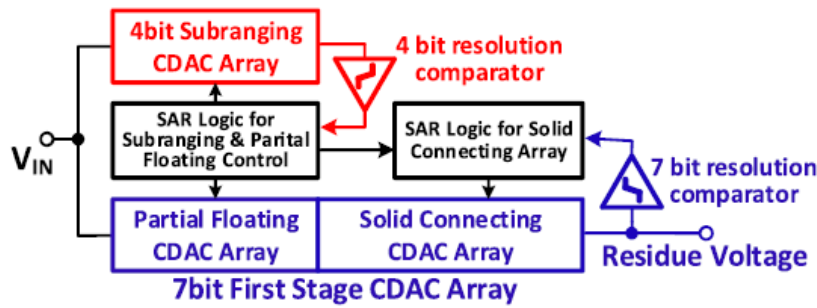 4bit Subranging
CDAC Array
4 bit resolution
comparator
SAR Logic for
Subranging & Parital
Floating Control
SAR Logic for Solid
Connecting Array
VIN
7 bit resolution
comparator
Partial Floating
CDAC Array
Solid Connecting
CDAC Array
Residue Voltage
7bit First Stage CDAC Array